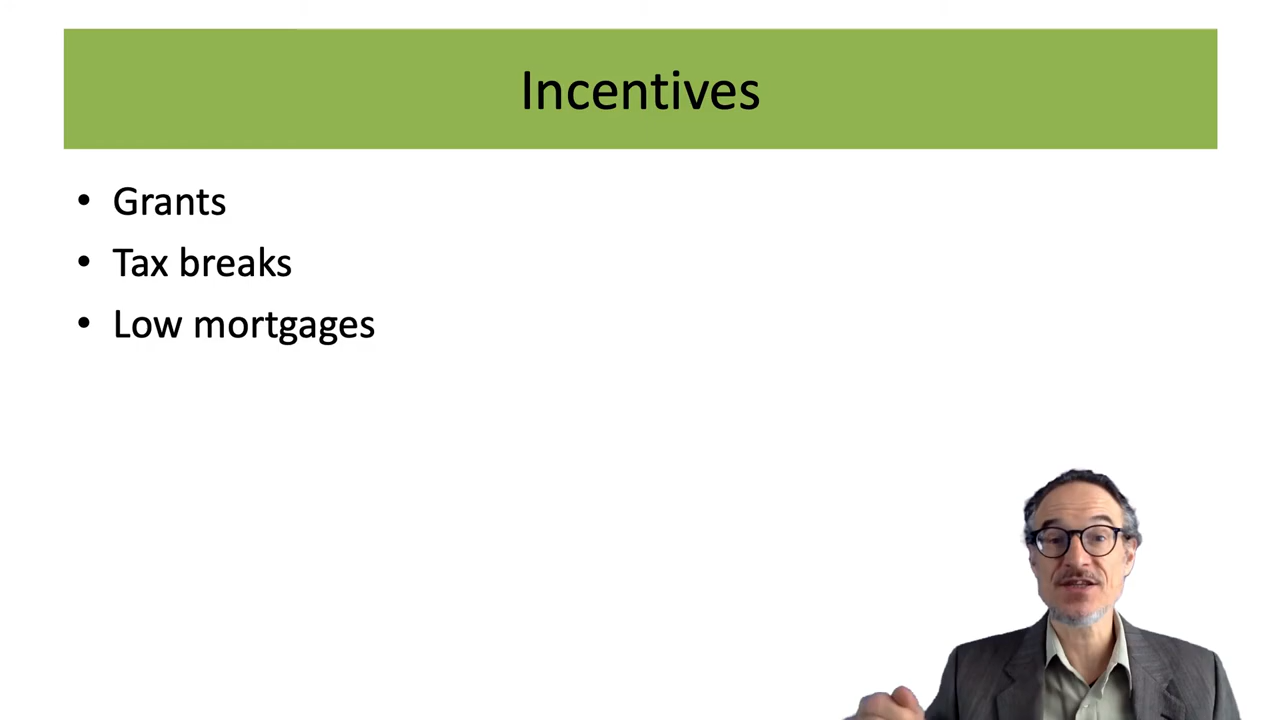 Incentives
• Grants
• Tax breaks
• Low mortgages